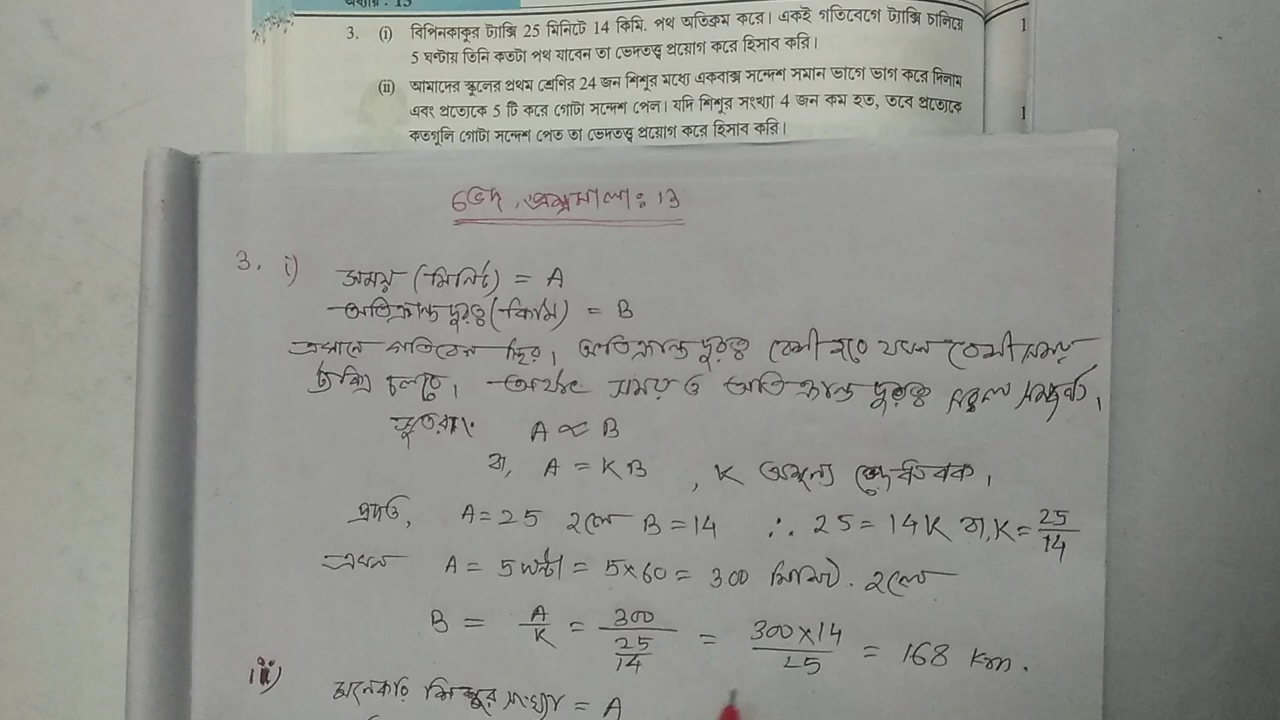 অধ্যায় : 13
3. (i) বিপিনকাকুর ট্যাক্সি 25 মিনিটে 14 কিমি. পথ অতিক্রম করে। একই গতিবেগে ট্যাক্সি চালিয়ে 1
5 ঘণ্টায় তিনি কতটা পথ যাবেন তা ভেদতত্ত্ব প্রয়োগ করে হিসাব করি।
(ii) আমাদের স্কুলের প্রথম শ্রেণির 24 জন শিশুর মধ্যে একবাক্স সন্দেশ সমান ভাগে ভাগ করে দিলাম
এবং প্রত্যেকে 5 টি করে গোটা সন্দেশ পেল। যদি শিশুর সংখ্যা 4 জন কম হত, তবে প্রত্যেকে 1
কতগুলি গোটা সন্দেশ পেত তা ভেদতত্ত্ব প্রয়োগ করে হিসাব করি।
ভেদ, প্রশ্নমালা: 13
3. i) সময় (মিনিট) = A
অতিক্রান্ত দূরত্ব (কিমি) = B
এখানে গতিবেগ স্থির, অতিক্রান্ত দূরত্ব বেশী হবে যখন বেশী সময়
ট্যাক্সি চলবে। অর্থাৎ সময় ও অতিক্রান্ত দূরত্ব সরল সম্পর্ক।
সুতরাং A ∝ B
বা, A = KB , K অশূন্য ভেদ ধ্রুবক।
প্রদত্ত, A = 25 হলে B = 14 ∴ 25 = 14K বা, K = 25/14
এখন A = 5 ঘন্টা = 5×60 = 300 মিনিট. হলে
B = A/K = 300/(25/14) = (300×14)/25 = 168 Km.
ii) শিশুর সংখ্যা = A